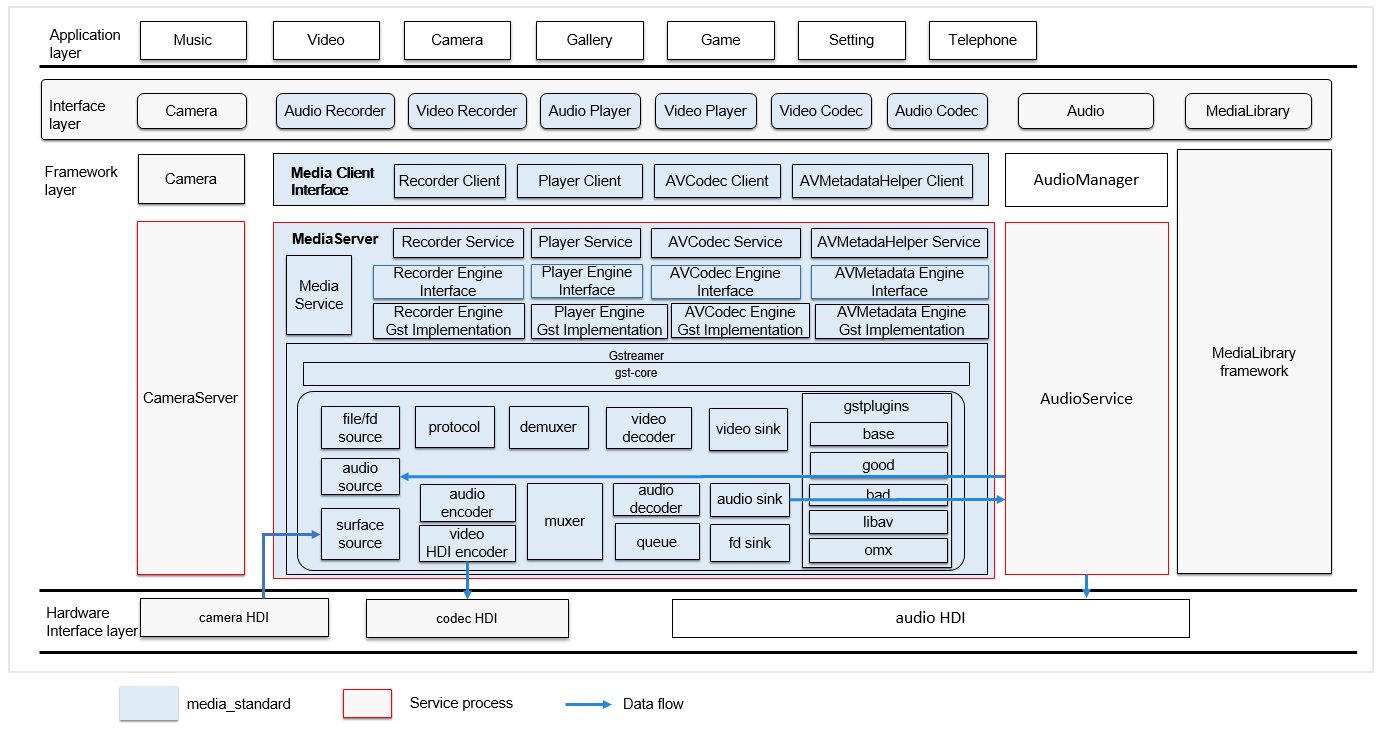 Application
layer
Music
Video
Camera
Gallery
Game
Setting
Telephone
Interface
layer
Camera
Audio Recorder
Video Recorder
Audio Player
Video Player
Video Codec
Audio Codec
Audio
MediaLibrary
Framework
layer
Camera
Media Client
Interface
Recorder Client
Player Client
AVCodec Client
AVMetadataHelper Client
AudioManager
MediaLibrary
framework
CameraServer
MediaServer
Recorder Service
Player Service
AVCodec Service
AVMetadaHelper Service
Media
Service
Recorder Engine
Interface
Player Engine
Interface
AVCodec Engine
Interface
AVMetadata Engine
Interface
Recorder Engine
Gst Implementation
Player Engine
Gst Implementation
AVCodec Engine
Gst Implementation
AVMetadata Engine
Gst Implementation
Gstreamer
gst-core
file/fd
source
protocol
demuxer
video
decoder
video sink
gstplugins
base
good
bad
libav
omx
audio
source
surface
source
audio
encoder
video
HDI encoder
muxer
audio
decoder
queue
audio sink
fd sink
AudioService
Hardware
Interface layer
camera HDI
codec HDI
audio HDI
media_standard
Service process
Data flow